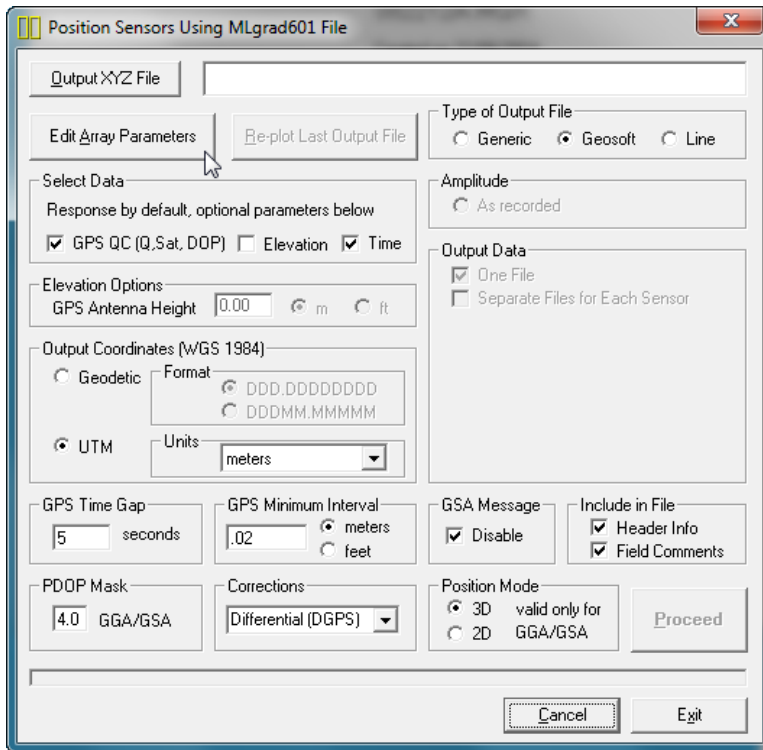 Position Sensors Using MLgrad601 File
Output XYZ File
Edit Array Parameters
Re-plot Last Output File
Type of Output File
Generic
Geosoft
Line
Select Data
Response by default, optional parameters below
GPS QC (Q,Sat, DOP)
Elevation
Time
Amplitude
As recorded
Elevation Options
GPS Antenna Height
0.00
m
ft
Output Data
One File
Separate Files for Each Sensor
Output Coordinates (WGS 1984)
Geodetic
Format
DDD.DDDDDDDD
DDDMM.MMMMM
UTM
Units
meters
GPS Time Gap
5
seconds
GPS Minimum Interval
.02
meters
feet
GSA Message
Disable
Include in File
Header Info
Field Comments
PDOP Mask
4.0
GGA/GSA
Corrections
Differential (DGPS)
Position Mode
3D
2D
valid only for
GGA/GSA
Proceed
Cancel
Exit